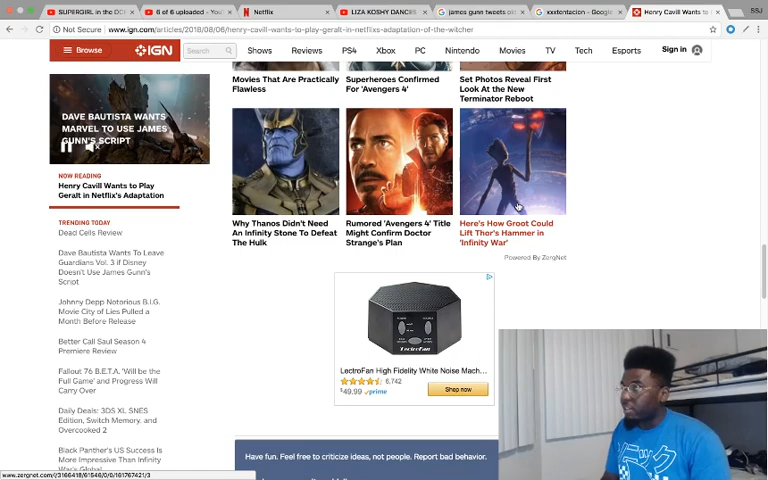 SUPERGIRL in the DC
6 of 6 uploaded - You
Netflix
LIZA KOSHY DANCER
james gunn tweets o
xxxtentacion - Google
Henry Cavill Wants to
SSJ
Not Secure
www.ign.com/articles/2018/08/06/henry-cavill-wants-to-play-geralt-in-netflixs-adaptation-of-the-witcher
Browse
IGN
Search
Shows
Reviews
PS4
Xbox
PC
Nintendo
Movies
TV
Tech
Esports
Sign in
Movies That Are Practically
Flawless
Superheroes Confirmed
For 'Avengers 4'
Set Photos Reveal First
Look At the New
Terminator Reboot
DAVE BAUTISTA WANTS
MARVEL TO USE JAMES
GUNN'S SCRIPT
NOW READING
Henry Cavill Wants to Play
Geralt in Netflix's Adaptation
TRENDING TODAY
Dead Cells Review
Dave Bautista Wants To Leave
Guardians Vol. 3 if Disney
Doesn't Use James Gunn's
Script
Johnny Depp Notorious B.I.G.
Movie City of Lies Pulled a
Month Before Release
Better Call Saul Season 4
Premiere Review
Fallout 76 B.E.T.A. 'Will be the
Full Game' and Progress Will
Carry Over
Daily Deals: 3DS XL SNES
Edition, Switch Memory, and
Overcooked 2
Black Panther's US Success Is
More Impressive Than Infinity
War's Global
Why Thanos Didn't Need
An Infinity Stone To Defeat
The Hulk
Rumored 'Avengers 4' Title
Might Confirm Doctor
Strange's Plan
Here's How Groot Could
Lift Thor's Hammer in
'Infinity War'
Powered By ZergNet
LectroFan
LectroFan High Fidelity White Noise Mach...
6,742
$49.99 prime
Shop now
Have fun. Feel free to criticize ideas, not people. Report bad behavior.
www.zergnet.com/i/3166418/61546/0/0/161767421/3